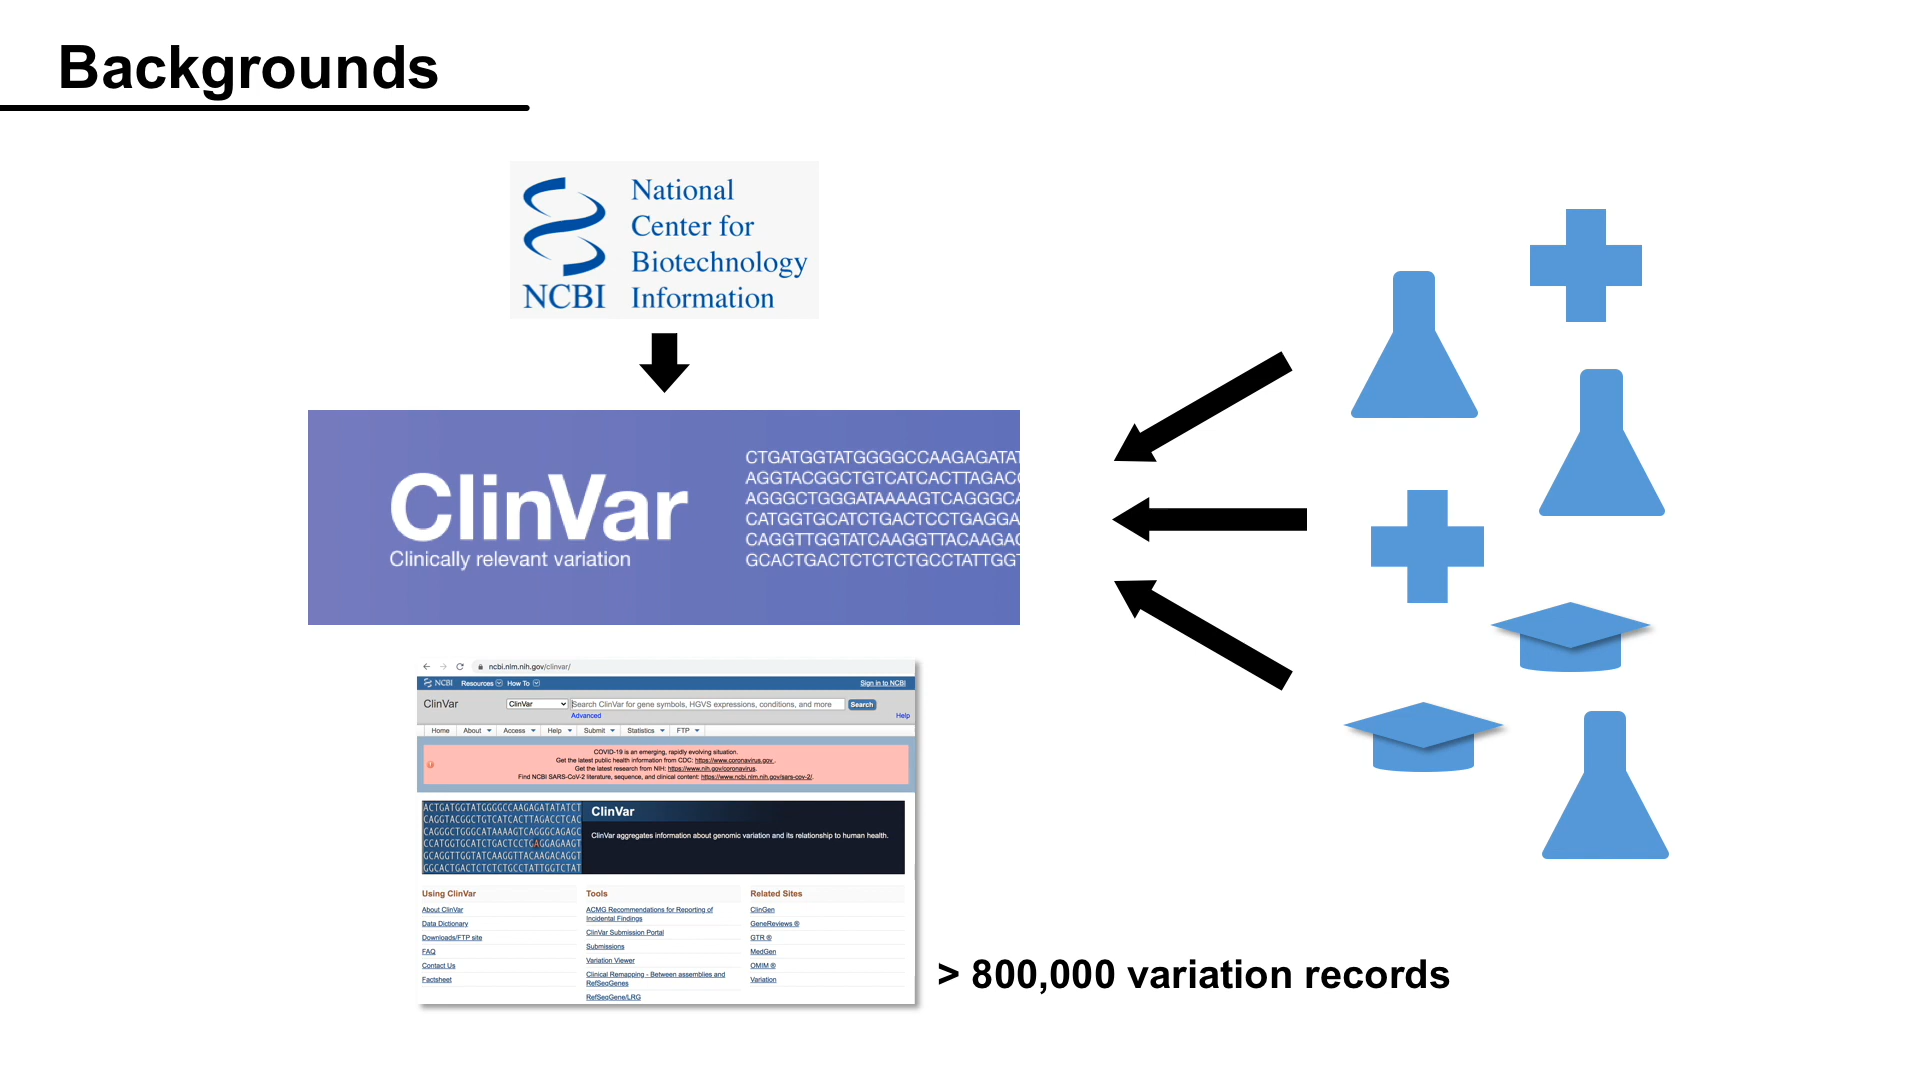 Backgrounds
National
Center for
Biotechnology
NCBI Information
ClinVar
Clinically relevant variation
CTGATGGTATGGGGCCAAGAGATAT
AGGTACGGCTGTCATCACTTAGAC
AGGGCTGGGATAAAAGTCAGGGCA
CATGGTGCATCTGACTCCTGAGGA
CAGGTTGGTATCAAGGTTACAAGA
GCACTGACTCTCTCTGCCTATTGG
ncbi.nlm.nih.gov/clinvar/
NCBI Resources How To Sign in to NCBI
ClinVar ClinVar Search ClinVar for gene symbols, HGVS expressions, conditions, and more Search
Advanced Help
Home About Access Help Submit Statistics FTP
COVID-19 is an emerging, rapidly evolving situation.
Get the latest public health information from CDC: https://www.coronavirus.gov .
Get the latest research from NIH: https://www.nih.gov/coronavirus.
Find NCBI SARS-CoV-2 literature, sequence, and clinical content: https://www.ncbi.nlm.nih.gov/sars-cov-2/.
ACTGATGGTATGGGGCCAAGAGATATATCT
CAGGTACGGCTGTCATCACTTAGACCTCAC
CAGGGCTGGGCATAAAAGTCAGGGCAGAGC
CCATGGTGCATCTGACTCCTGAGGAGAAGT
GCAGGTTGGTATCAAGGTTACAAGACAGGT
GGCACTGACTCTCTCTGCCTATTGGTCTAT
ClinVar
ClinVar aggregates information about genomic variation and its relationship to human health.
Using ClinVar
About ClinVar
Data Dictionary
Downloads/FTP site
FAQ
Contact Us
Factsheet
Tools
ACMG Recommendations for Reporting of
Incidental Findings
ClinVar Submission Portal
Submissions
Variation Viewer
Clinical Remapping - Between assemblies and
RefSeqGenes
RefSeqGene/LRG
Related Sites
ClinGen
GeneReviews ®
GTR ®
MedGen
OMIM ®
Variation
> 800,000 variation records